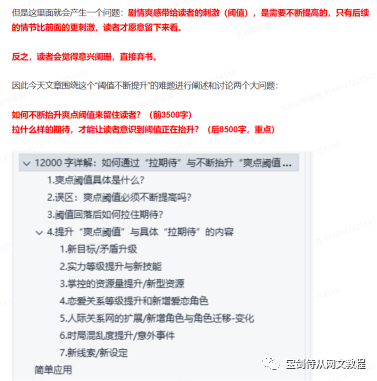 但是这里面就会产生一个问题：剧情爽感带给读者的刺激（阈值），是需要不断提高的，只有后续
的情节比前面的更刺激，读者才愿意留下来看。
反之，读者会觉得意兴阑珊，直接弃书。
因此今天文章围绕这个“阈值不断提升”的难题进行阐述和讨论两个大问题：
如何不断抬升爽点阈值来留住读者？（前3500字）
拉什么样的期待，才能让读者意识到阈值正在抬升？（后8500字，重点）
12000 字详解：如何通过“拉期待”与不断抬升“爽点阈值”...
1.爽点阈值具体是什么？
2.误区：爽点阈值必须不断提高吗？
3.阈值回落后如何拉住期待？
4.提升“爽点阈值”与具体“拉期待”的内容
1.新目标/矛盾升级
2.实力等级提升与新技能
3.掌控的资源量提升/新型资源
4.恋爱关系等级提升和新增爱恋角色
5.人际关系网的扩展/新增角色与角色迁移-变化
6.时局混乱度提升/意外事件
7.新线索/新设定
简单应用
宝剑侍从网文教程